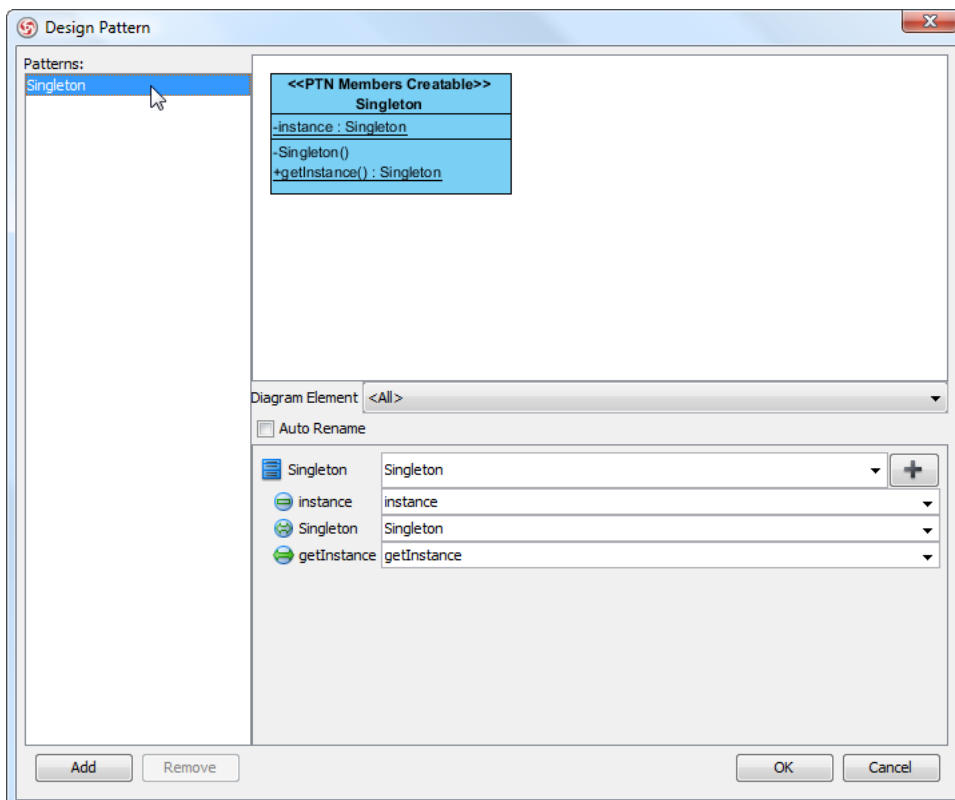 Design Pattern
Patterns:
Singleton
<<PTN Members Creatable>>
Singleton
-instance : Singleton
-Singleton()
+getInstance() : Singleton
Diagram Element <All>
Auto Rename
Singleton Singleton
instance instance
Singleton Singleton
getInstance getInstance
Add Remove OK Cancel